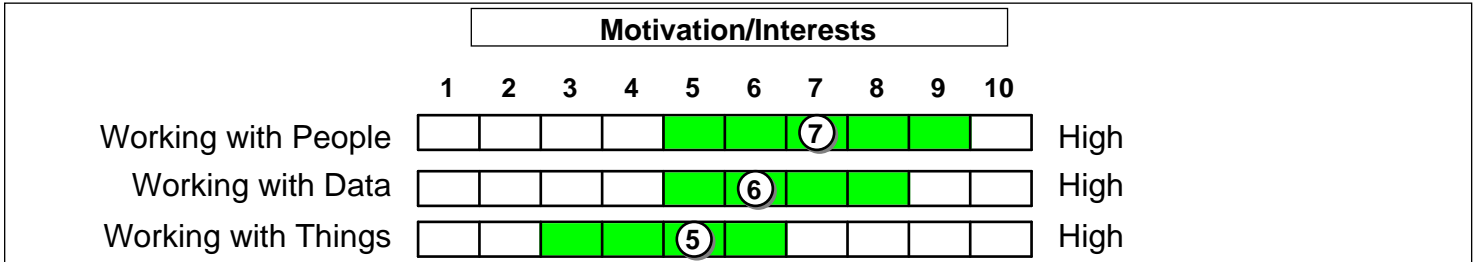 Motivation/Interests
1 2 3 4 5 6 7 8 9 10
Working with People 7 High
Working with Data 6 High
Working with Things 5 High